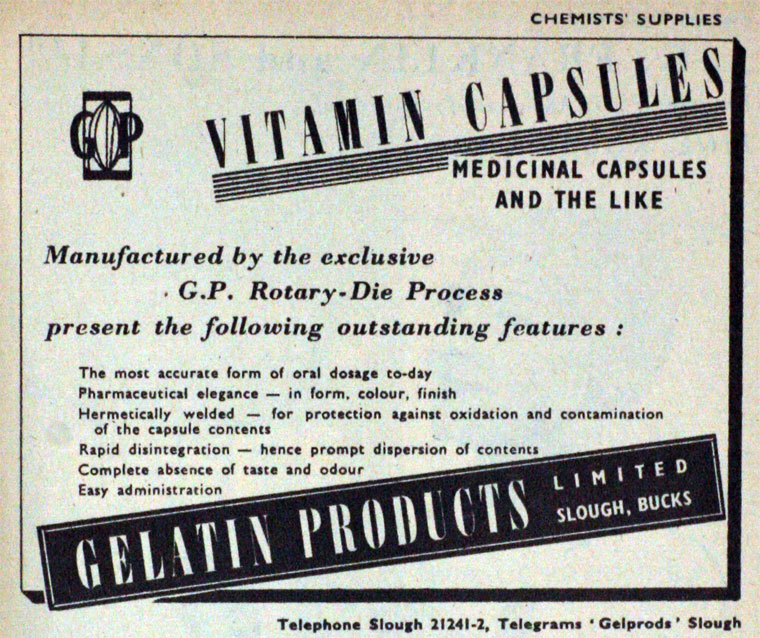 CHEMISTS' SUPPLIES
GP
VITAMIN CAPSULES
MEDICINAL CAPSULES
AND THE LIKE
Manufactured by the exclusive
G.P. Rotary-Die Process
present the following outstanding features :
The most accurate form of oral dosage to-day
Pharmaceutical elegance — in form, colour, finish
Hermetically welded — for protection against oxidation and contamination
of the capsule contents
Rapid disintegration — hence prompt dispersion of contents
Complete absence of taste and odour
Easy administration
GELATIN PRODUCTS
LIMITED
SLOUGH, BUCKS
Telephone Slough 21241-2, Telegrams ‘Gelprods’ Slough